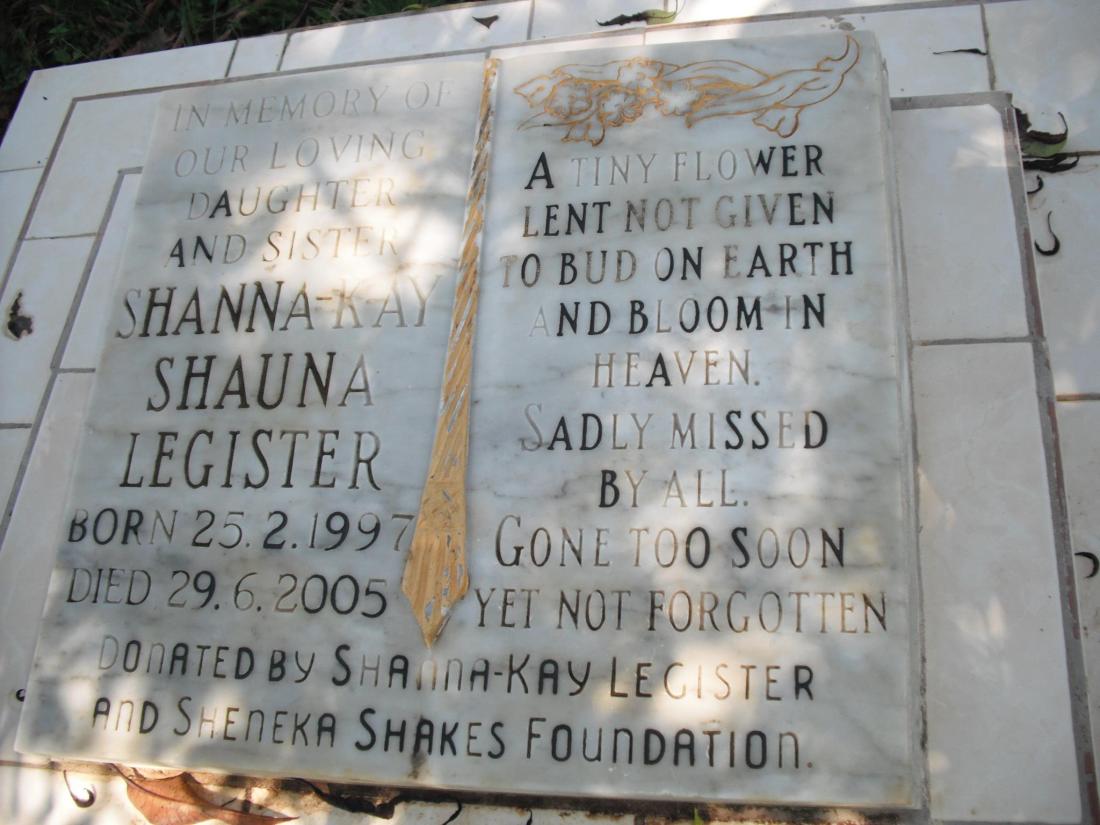 IN MEMORY OF
OUR LOVING
DAUGHTER
AND SISTER
SHANNA-KAY
SHAUNA
LEGISTER
BORN 25.2.1997
DIED 29.6.2005
A TINY FLOWER
LENT NOT GIVEN
TO BUD ON EARTH
AND BLOOM IN
HEAVEN.
SADLY MISSED
BY ALL.
GONE TOO SOON
YET NOT FORGOTTEN
DONATED BY SHANNA-KAY LEGISTER
AND SHENEKA SHAKES FOUNDATION.